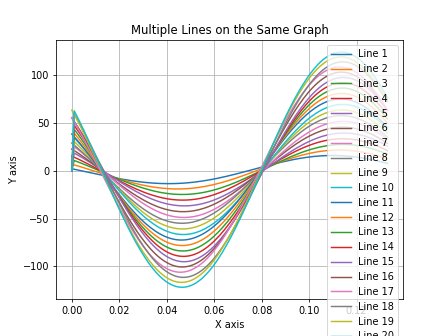 Multiple Lines on the Same Graph
Y axis
100
50
0
−50
−100
0.00
0.02
0.04
0.06
0.08
0.10
X axis
Line 1
Line 2
Line 3
Line 4
Line 5
Line 6
Line 7
Line 8
Line 9
Line 10
Line 11
Line 12
Line 13
Line 14
Line 15
Line 16
Line 17
Line 18
Line 19
Line 20